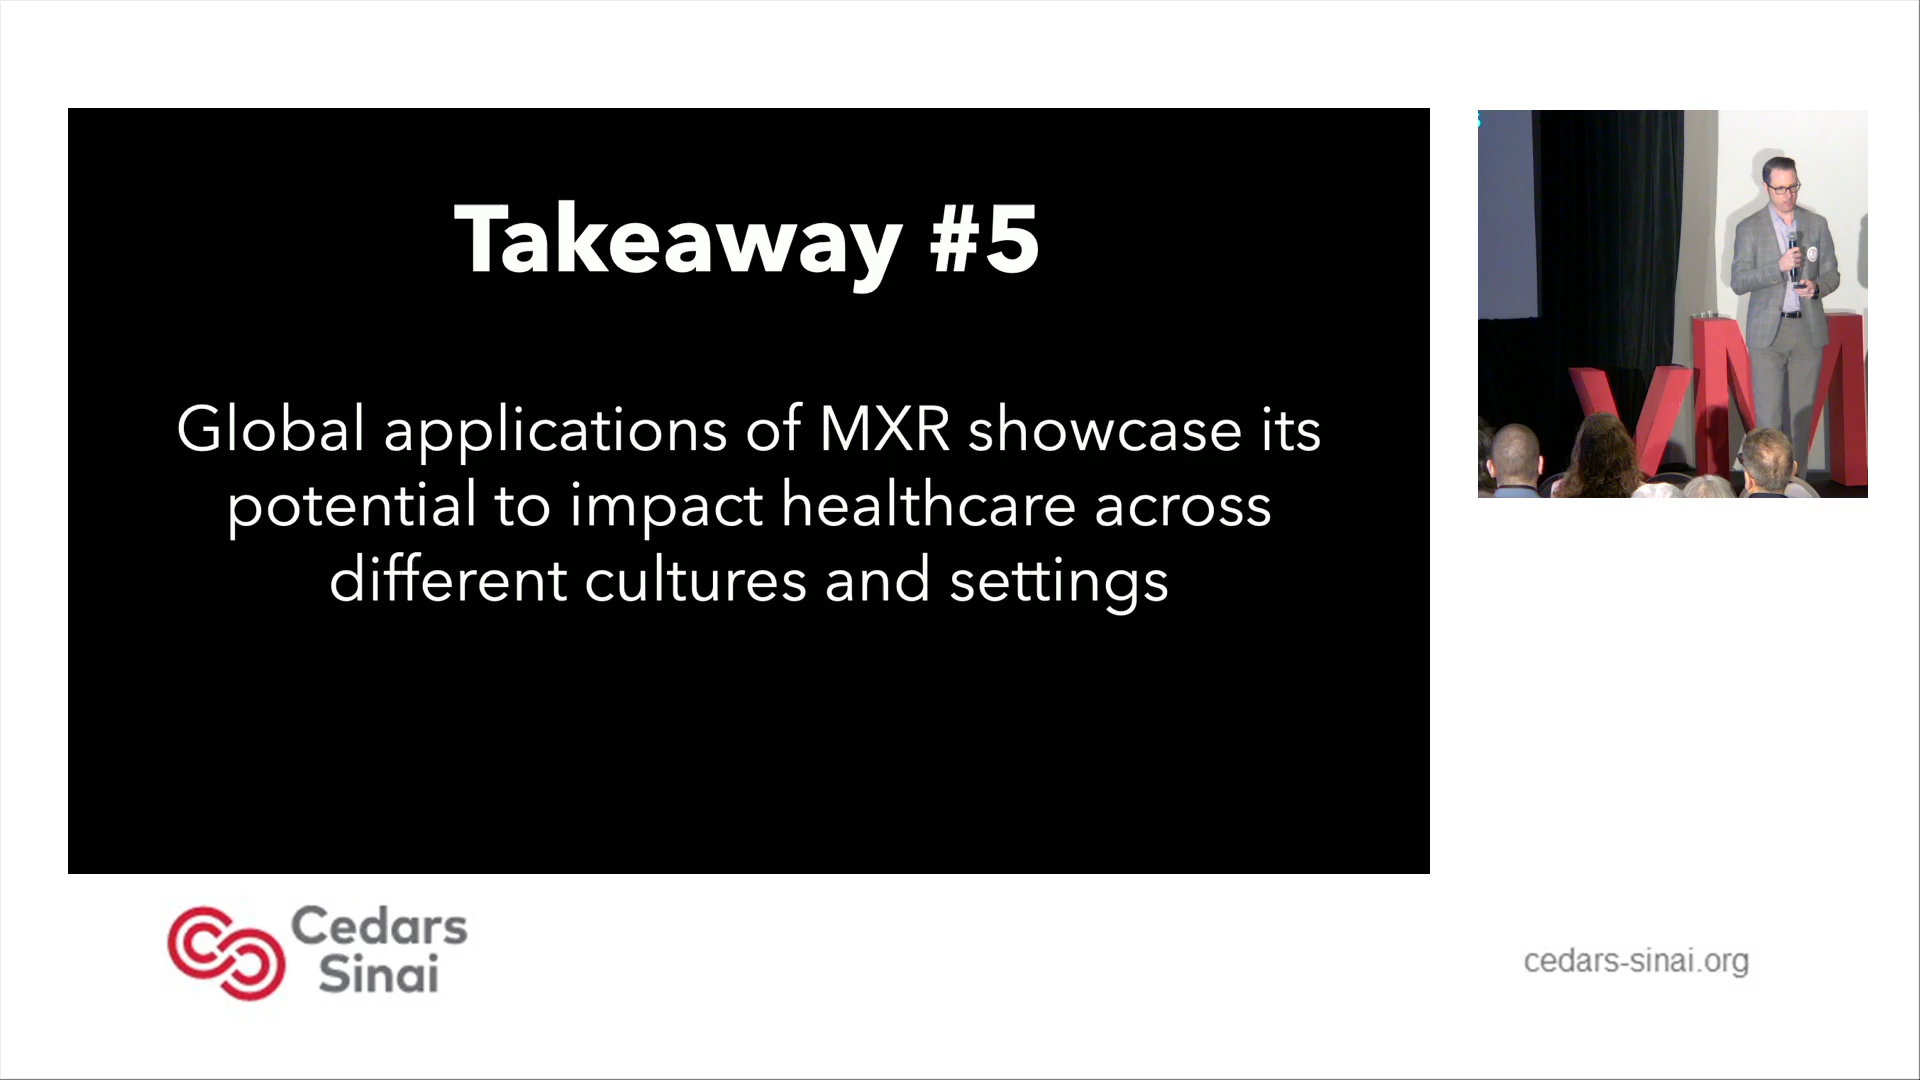 Takeaway #5
Global applications of MXR showcase its
potential to impact healthcare across
different cultures and settings
VM
Cedars
Sinai
cedars-sinai.org